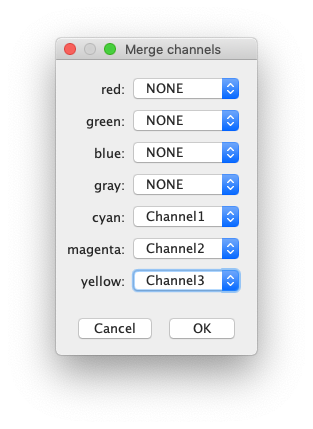 Merge channels
red: NONE
green: NONE
blue: NONE
gray: NONE
cyan: Channel1
magenta: Channel2
yellow: Channel3
Cancel OK